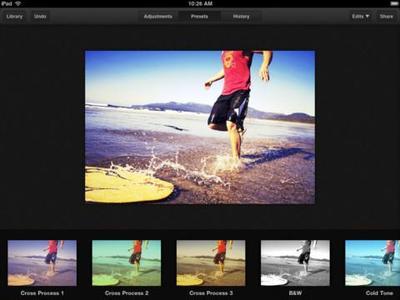 iPad 10:26 AM
Library Undo Adjustments Presets History Edits Share
Cross Process 1 Cross Process 2 Cross Process 3 B&W Cold Tone